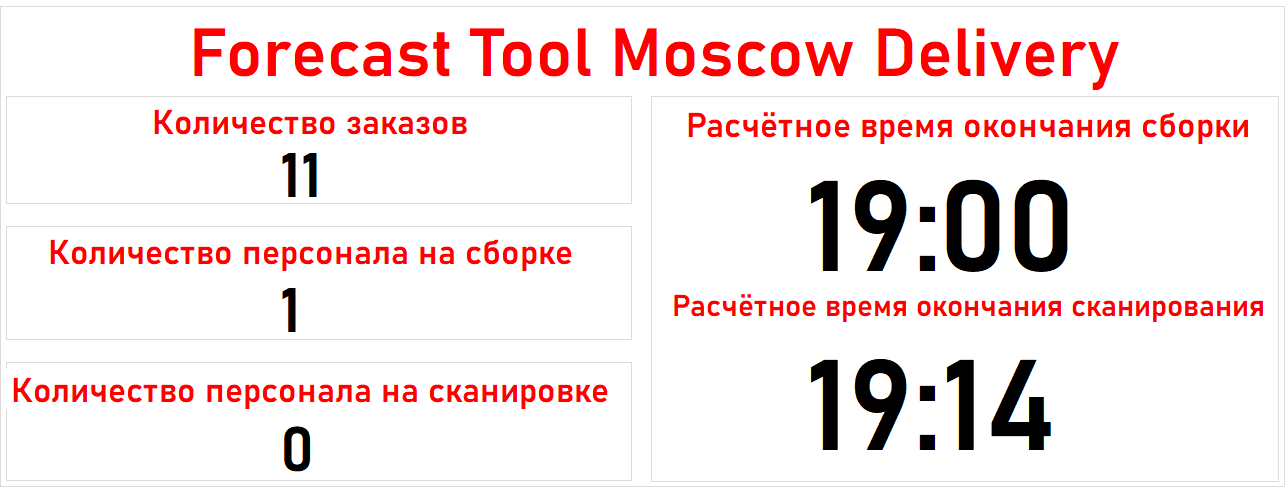 Forecast Tool Moscow Delivery
Количество заказов
11
Количество персонала на сборке
1
Количество персонала на сканировке
0
Расчётное время окончания сборки
19:00
Расчётное время окончания сканирования
19:14